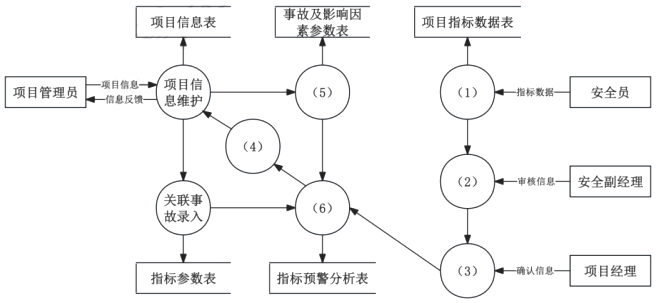 项目信息表
事故及影响因
素参数表
项目指标数据表
项目管理员
项目信息
信息反馈
项目信
息维护
（5）
（1）
指标数据
安全员
（4）
（2）
审核信息
安全副经理
关联事
故录入
（6）
（3）
确认信息
项目经理
指标参数表
指标预警分析表